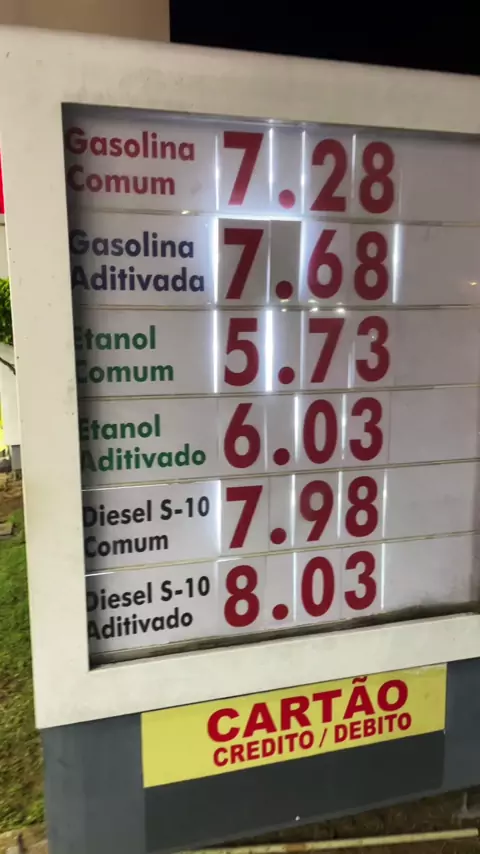 Gasolina
Comum 7.28
Gasolina
Aditivada 7.68
Etanol
Comum 5.73
Etanol
Aditivado 6.03
Diesel S-10
Comum 7.98
Diesel S-10
Aditivado 8.03
CARTÃO
CREDITO / DEBITO